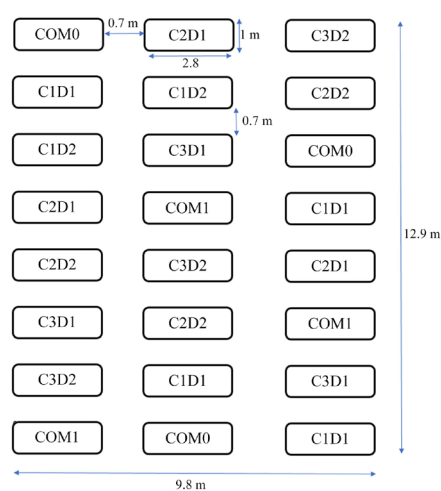 COM0 0.7 m C2D1 1 m C3D2
2.8
C1D1 C1D2 C2D2
0.7 m
C1D2 C3D1 COM0
C2D1 COM1 C1D1
12.9 m
C2D2 C3D2 C2D1
C3D1 C2D2 COM1
C3D2 C1D1 C3D1
COM1 COM0 C1D1
9.8 m